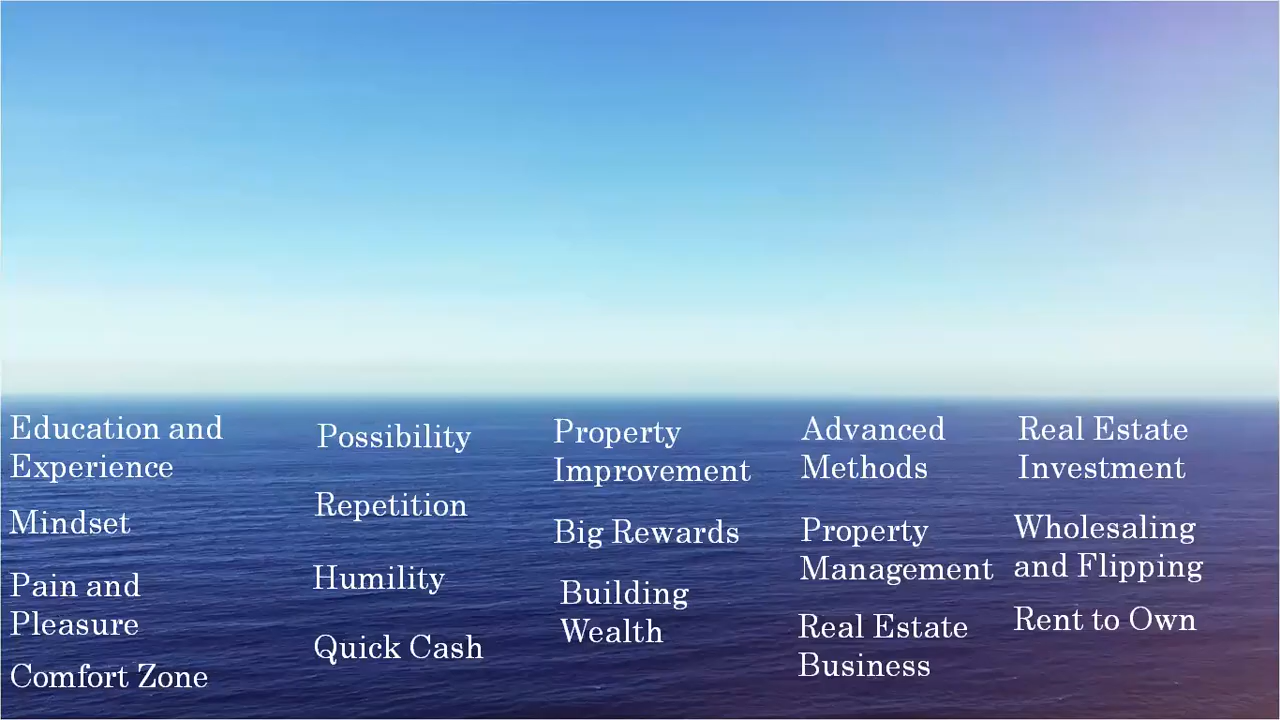 Education and
Experience
Mindset
Pain and
Pleasure
Comfort Zone
Possibility
Repetition
Humility
Quick Cash
Property
Improvement
Big Rewards
Building
Wealth
Advanced
Methods
Property
Management
Real Estate
Business
Real Estate
Investment
Wholesaling
and Flipping
Rent to Own